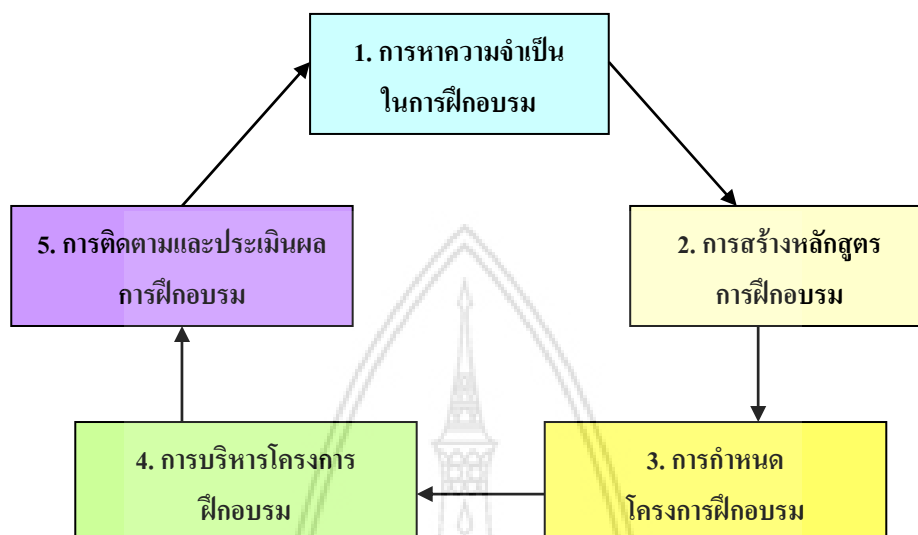 1. การหาความจำเป็น
ในการฝึกอบรม
2. การสร้างหลักสูตร
การฝึกอบรม
3. การกำหนด
โครงการฝึกอบรม
4. การบริหารโครงการ
ฝึกอบรม
5. การติดตามและประเมินผล
การฝึกอบรม